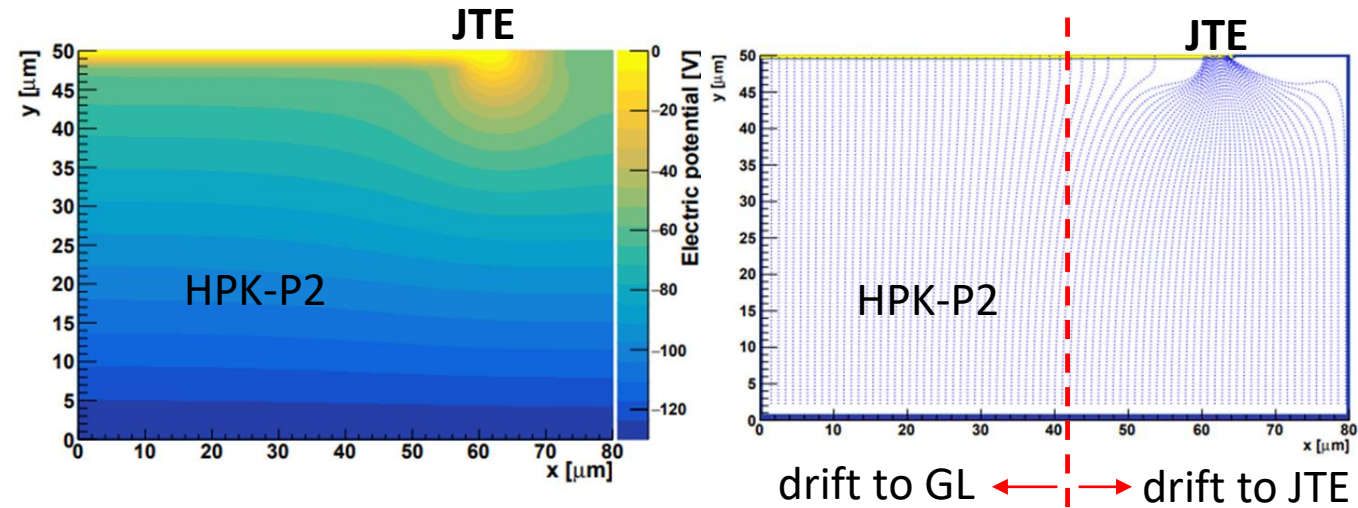 JTE
50
45
40
35
30
25
20
15
10
5
0
y [μm]
HPK-P2
0 10 20 30 40 50 60 70 80
x [μm]
0
−20
−40
−60
−80
−100
−120
Electric potential [V]
JTE
50
45
40
35
30
25
20
15
10
5
0
y [μm]
HPK-P2
0 10 20 30 40 50 60 70 80
x [μm]
drift to GL
drift to JTE